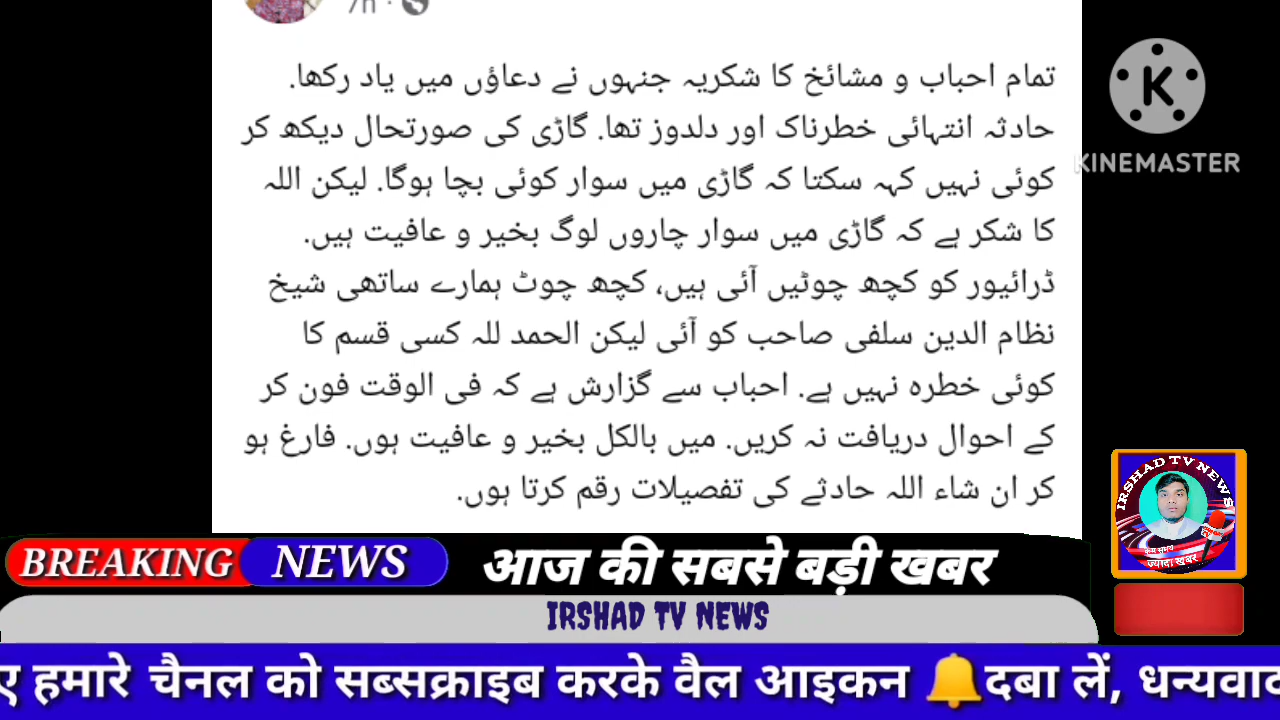 7h ·
تمام احباب و مشائخ کا شکریہ جنہوں نے دعاؤں میں یاد رکھا.
حادثہ انتہائی خطرناک اور دلدوز تھا. گاڑی کی صورتحال دیکھ کر
کوئی نہیں کہہ سکتا کہ گاڑی میں سوار کوئی بچا ہوگا. لیکن اللہ
کا شکر ہے کہ گاڑی میں سوار چاروں لوگ بخیر و عافیت ہیں.
ڈرائیور کو کچھ چوٹیں آئی ہیں، کچھ چوٹ ہمارے ساتھی شیخ
نظام الدین سلفی صاحب کو آئی لیکن الحمد للہ کسی قسم کا
کوئی خطرہ نہیں ہے. احباب سے گزارش ہے کہ فی الوقت فون کر
کے احوال دریافت نہ کریں. میں بالکل بخیر و عافیت ہوں. فارغ ہو
کر ان شاء اللہ حادثے کی تفصیلات رقم کرتا ہوں.
KINEMASTER
IRSHAD TV NEWS
कम समय
ज्यादा खबर
BREAKING NEWS आज की सबसे बड़ी खबर
IRSHAD TV NEWS
ए हमारे चैनल को सब्सक्राइब करके वैल आइकन 🔔दबा लें, धन्यवाद